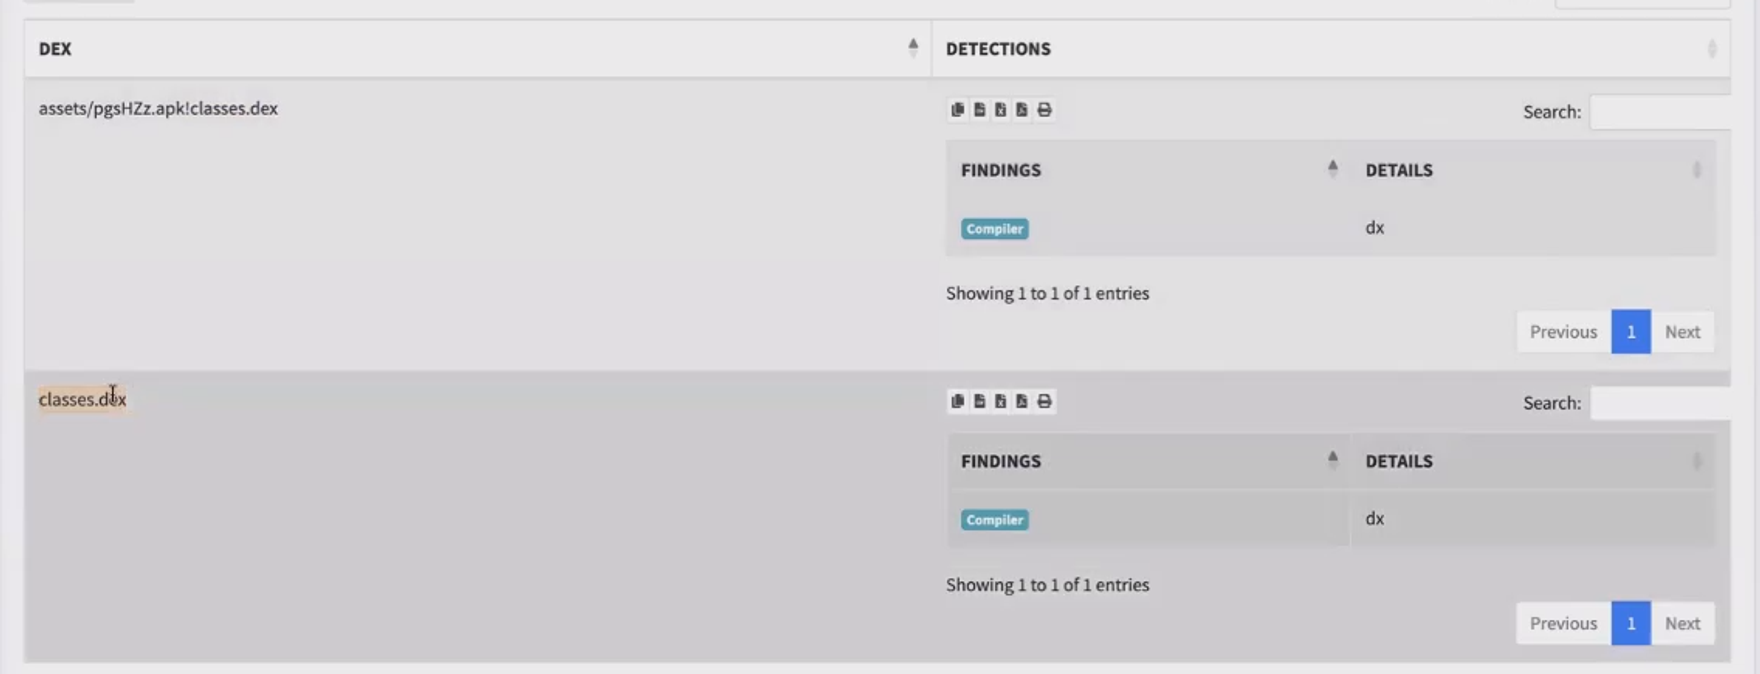 DEX DETECTIONS
assets/pgsHZz.apk!classes.dex
Search:
FINDINGS DETAILS
Compiler dx
Showing 1 to 1 of 1 entries
Previous 1 Next
classes.dex
Search:
FINDINGS DETAILS
Compiler dx
Showing 1 to 1 of 1 entries
Previous 1 Next